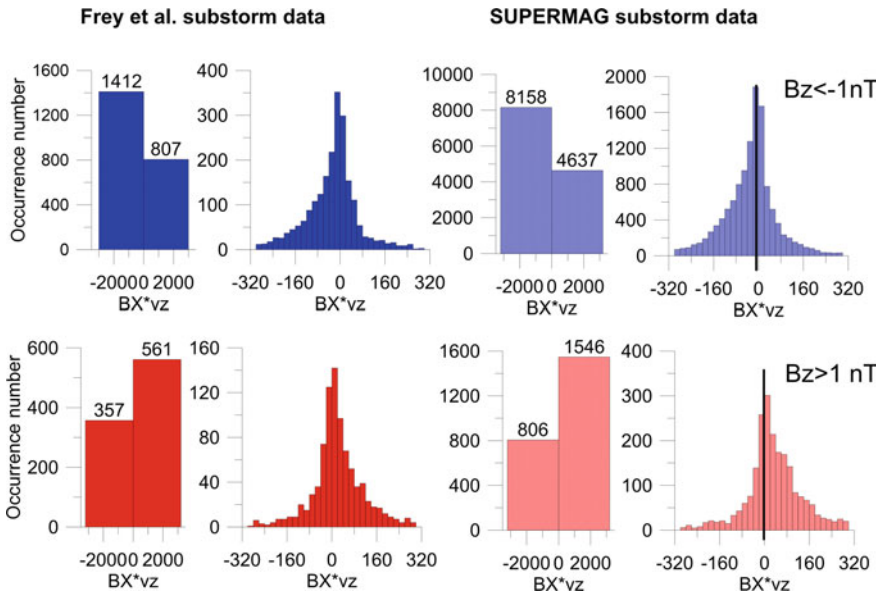 Frey et al. substorm data
SUPERMAG substorm data
Occurrence number
1600
1200
800
400
0
1412
807
-20000 2000
BX*vz
400
300
200
100
0
-320 -160 0 160 320
BX*vz
10000
8000
6000
4000
2000
0
8158
4637
-2000 0 2000
BX*vz
2000
1600
1200
800
400
0
Bz<-1nT
-320 -160 0 160 320
BX*vz
Occurrence number
600
400
200
0
357
561
-20000 2000
BX*vz
160
120
80
40
0
-320 -160 0 160 320
BX*vz
1600
1200
800
400
0
806
1546
-2000 0 2000
BX*vz
400
300
200
100
0
Bz>1 nT
-320 -160 0 160 320
BX*vz